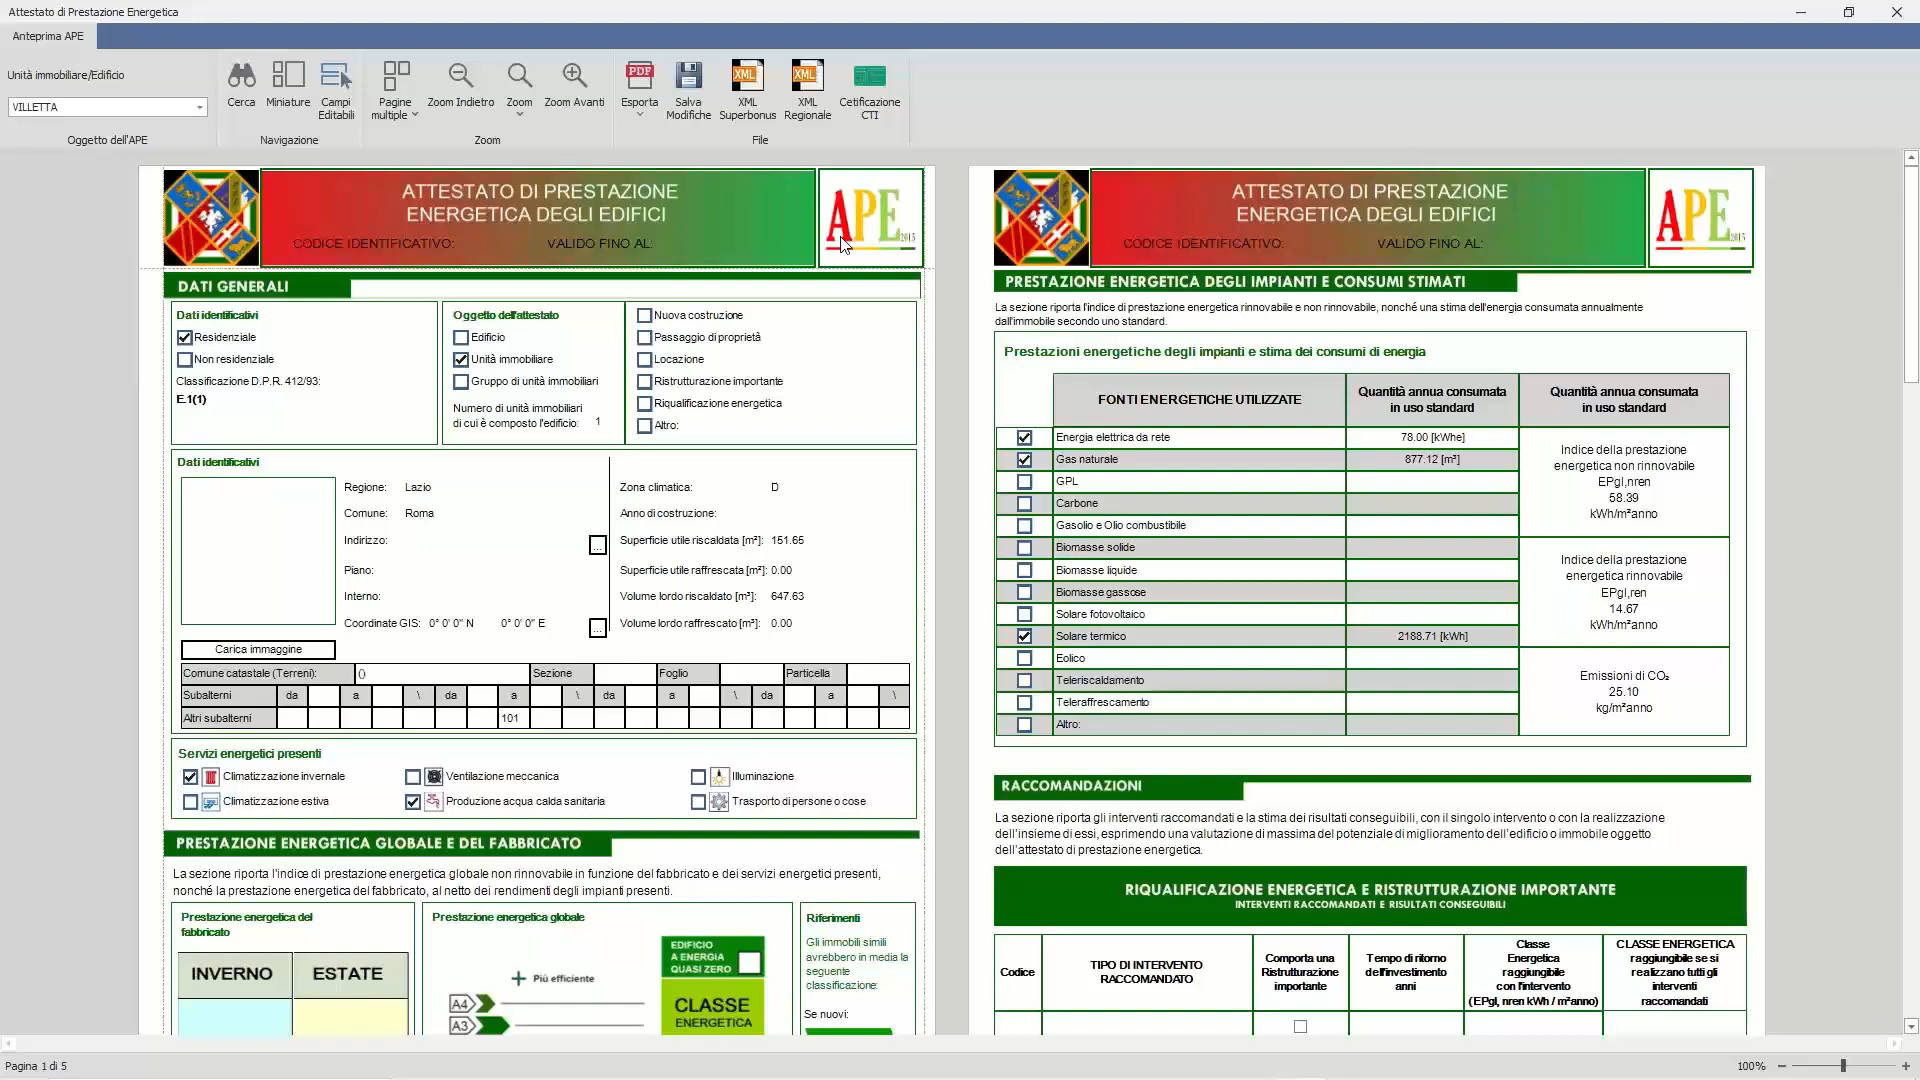 Attestato di Prestazione Energetica
Anteprima APE
Unità immobiliare/Edificio
VILLETTA
Oggetto dell'APE
Cerca
Miniature
Campi
Editabili
Navigazione
Pagine
multiple
Zoom Indietro
Zoom
Zoom Avanti
Zoom
PDF
Esporta
Salva
Modifiche
XML
XML
Superbonus
XML
XML
Regionale
Cetificazione
CTI
File
ATTESTATO DI PRESTAZIONE
ENERGETICA DEGLI EDIFICI
CODICE IDENTIFICATIVO: VALIDO FINO AL:
APE
2015
DATI GENERALI
Dati identificativi
Residenziale
Non residenziale
Classificazione D.P.R. 412/93:
E.1(1)
Oggetto dell'attestato
Edificio
Unità immobiliare
Gruppo di unità immobiliari
Numero di unità immobiliari
di cui è composto l'edificio: 1
Nuova costruzione
Passaggio di proprietà
Locazione
Ristrutturazione importante
Riqualificazione energetica
Altro:
Dati identificativi
Regione: Lazio
Comune: Roma
Indirizzo: ...
Piano:
Interno:
Coordinate GIS: 0° 0' 0" N 0° 0' 0" E ...
Zona climatica: D
Anno di costruzione:
Superficie utile riscaldata [m²]: 151.65
Superficie utile raffrescata [m²]: 0.00
Volume lordo riscaldato [m³]: 647.63
Volume lordo raffrescato [m³]: 0.00
Carica immaggine
Comune catastale (Terreni): () Sezione Foglio Particella
Subalterni da a \ da a \ da a \ da a \
Altri subalterni 101
Servizi energetici presenti
Climatizzazione invernale
Ventilazione meccanica
Illuminazione
Climatizzazione estiva
Produzione acqua calda sanitaria
Trasporto di persone o cose
PRESTAZIONE ENERGETICA GLOBALE E DEL FABBRICATO
La sezione riporta l'indice di prestazione energetica globale non rinnovabile in funzione del fabbricato e dei servizi energetici presenti,
nonché la prestazione energetica del fabbricato, al netto dei rendimenti degli impianti presenti.
Prestazione energetica del
fabbricato
INVERNO ESTATE
Prestazione energetica globale
Più efficiente
A4
A3
EDIFICIO
A ENERGIA
QUASI ZERO
CLASSE
ENERGETICA
Riferimenti
Gli immobili simili
avrebbero in media la
seguente
classificazione:
Se nuovi:
ATTESTATO DI PRESTAZIONE
ENERGETICA DEGLI EDIFICI
CODICE IDENTIFICATIVO: VALIDO FINO AL:
APE
2015
PRESTAZIONE ENERGETICA DEGLI IMPIANTI E CONSUMI STIMATI
La sezione riporta l'indice di prestazione energetica rinnovabile e non rinnovabile, nonché una stima dell'energia consumata annualmente
dall'immobile secondo uno standard.
Prestazioni energetiche degli impianti e stima dei consumi di energia
FONTI ENERGETICHE UTILIZZATE
Quantità annua consumata
in uso standard
Quantità annua consumata
in uso standard
Energia elettrica da rete 78.00 [kWhe]
Gas naturale 877.12 [m³]
GPL
Carbone
Gasolio e Olio combustibile
Biomasse solide
Biomasse liquide
Biomasse gassose
Solare fotovoltaico
Solare termico 2188.71 [kWh]
Eolico
Teleriscaldamento
Teleraffrescamento
Altro:
Indice della prestazione
energetica non rinnovabile
EPgl,nren
58.39
kWh/m²anno
Indice della prestazione
energetica rinnovabile
EPgl,ren
14.67
kWh/m²anno
Emissioni di CO₂
25.10
kg/m²anno
RACCOMANDAZIONI
La sezione riporta gli interventi raccomandati e la stima dei risultati conseguibili, con il singolo intervento o con la realizzazione
dell'insieme di essi, esprimendo una valutazione di massima del potenziale di miglioramento dell'edificio o immobile oggetto
dell'attestato di prestazione energetica.
RIQUALIFICAZIONE ENERGETICA E RISTRUTTURAZIONE IMPORTANTE
INTERVENTI RACCOMANDATI E RISULTATI CONSEGUIBILI
Codice
TIPO DI INTERVENTO
RACCOMANDATO
Comporta una
Ristrutturazione
importante
Tempo di ritorno
dell'investimento
anni
Classe
Energetica
raggiungibile
con l'intervento
(EPgl, nren kWh / m²anno)
CLASSE ENERGETICA
raggiungibile se si
realizzano tutti gli
interventi
raccomandati
Pagina 1 di 5
100%